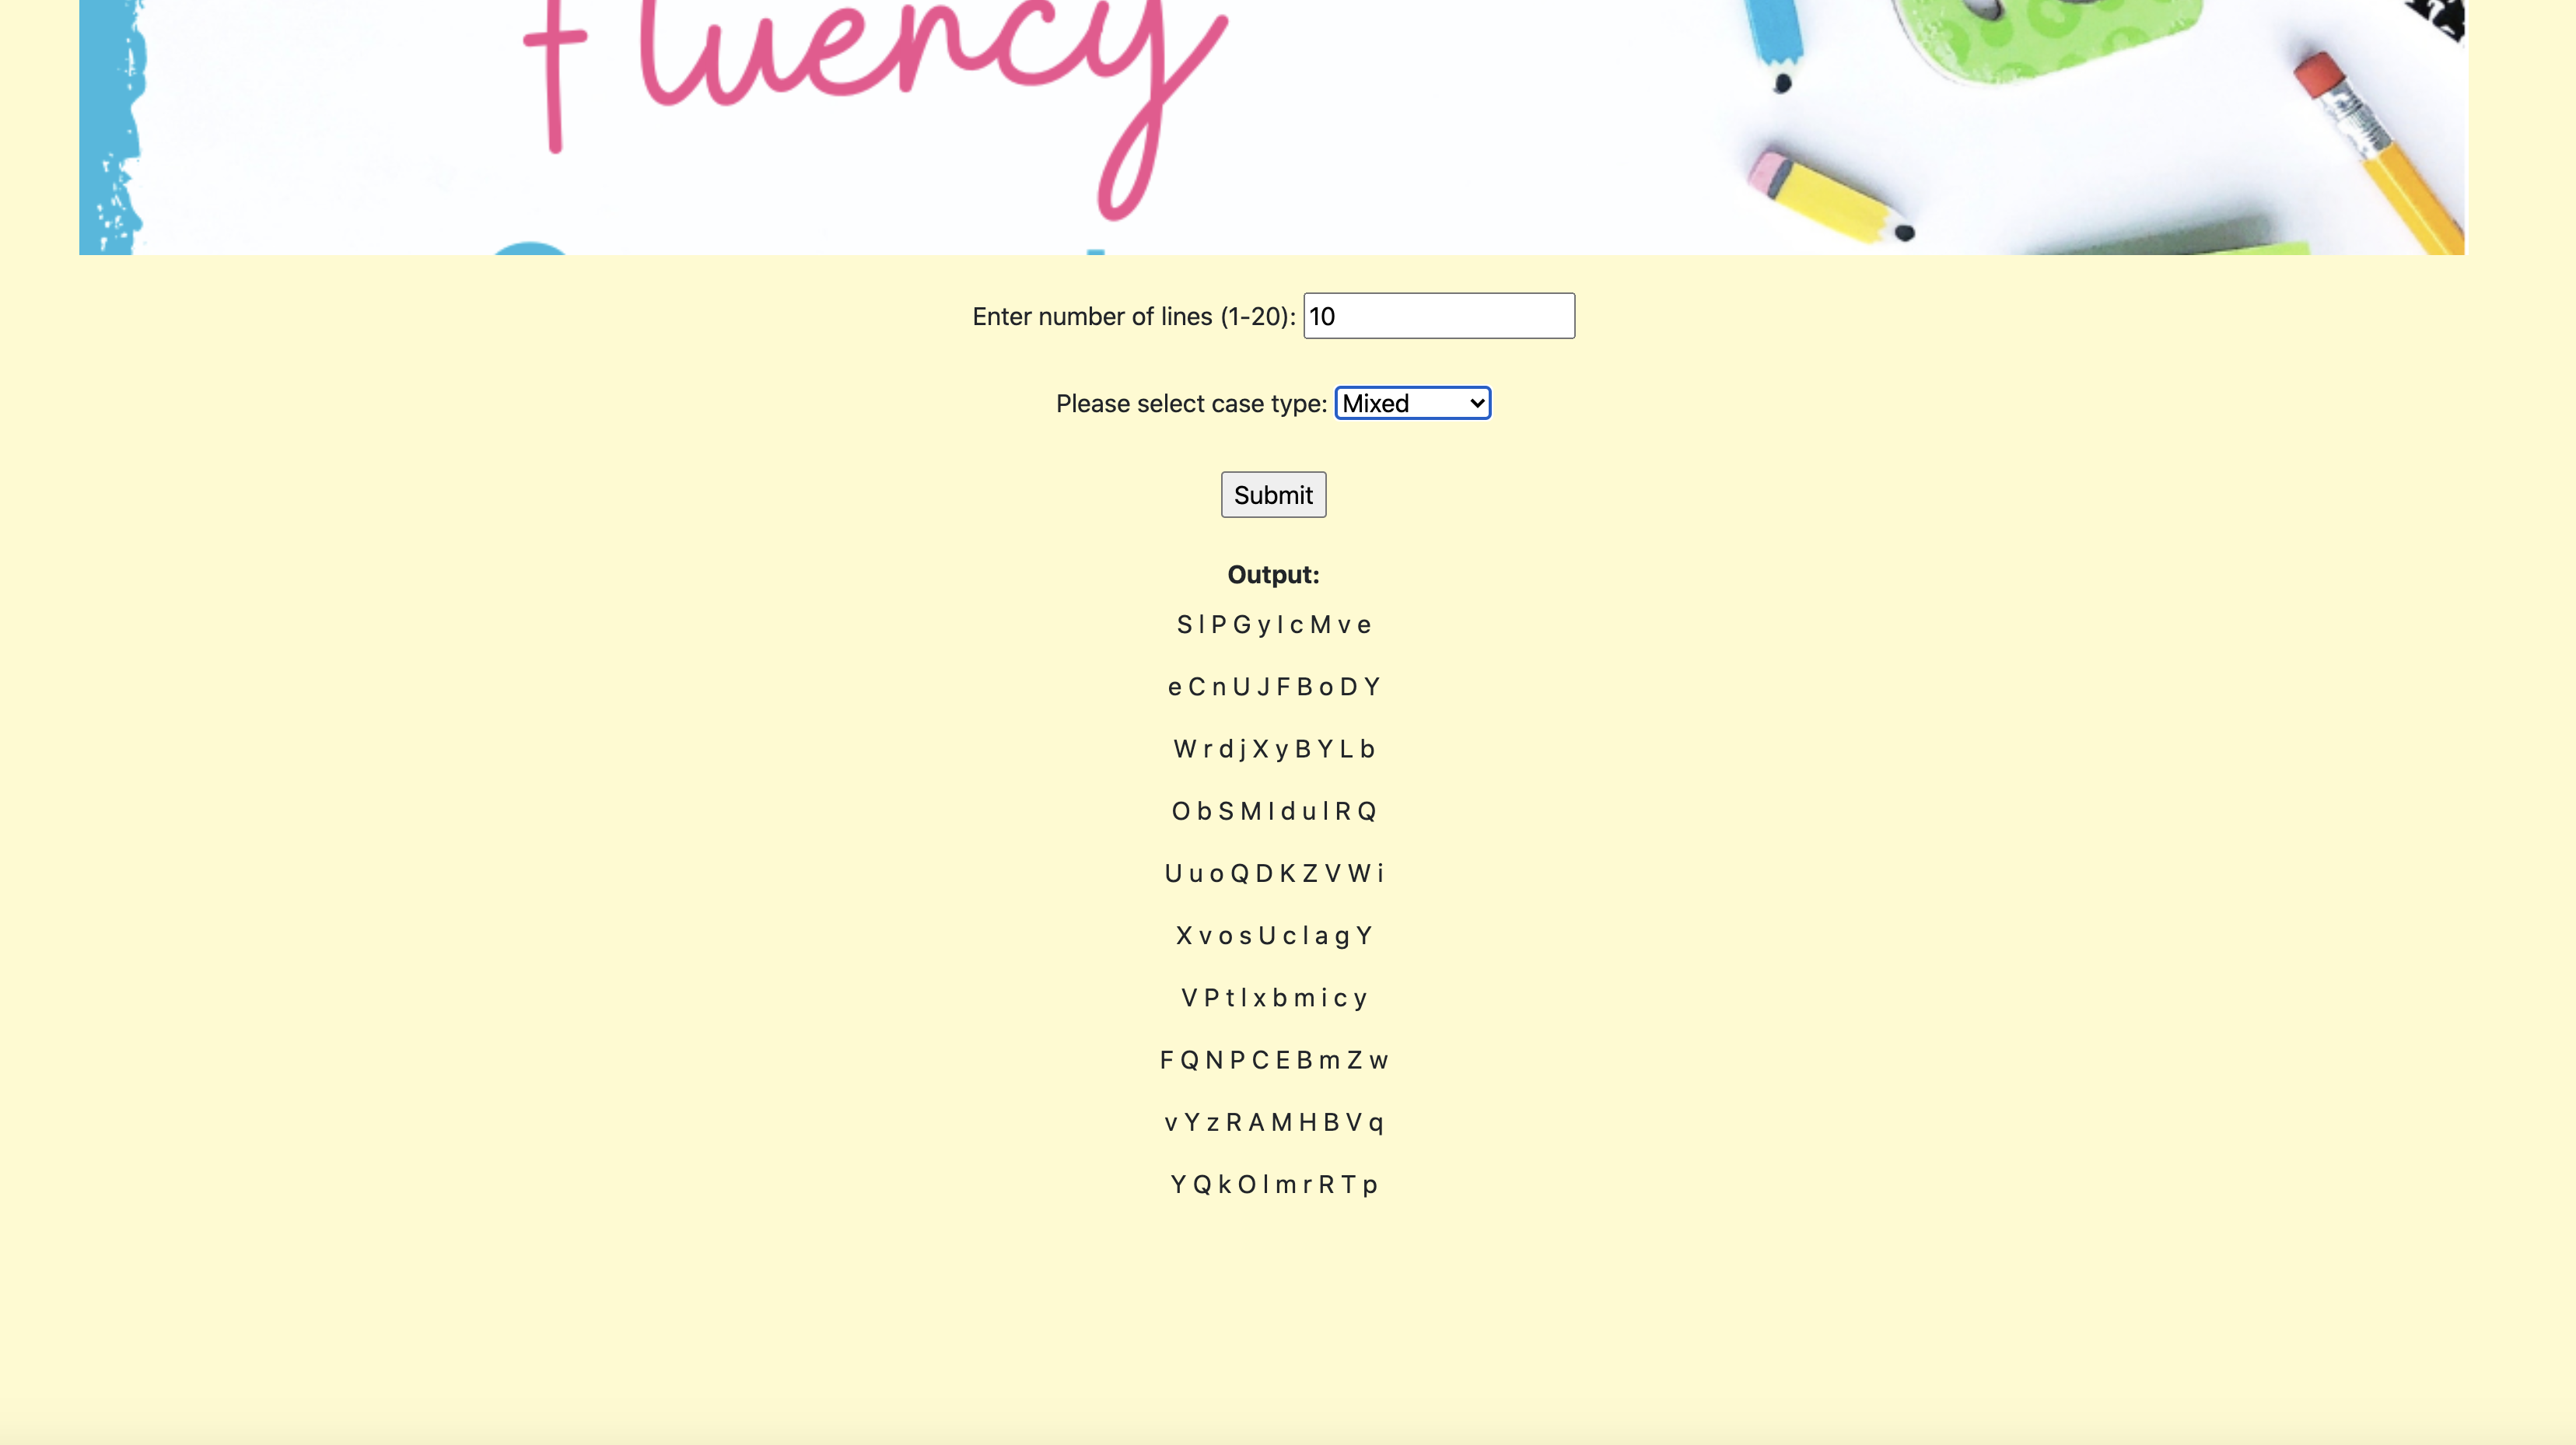 Fluency
Enter number of lines (1-20): 10
Please select case type: Mixed
Submit
Output:
S l P G y I c M v e
e C n U J F B o D Y
W r d j X y B Y L b
O b S M I d u l R Q
U u o Q D K Z V W i
X v o s U c l a g Y
V P t l x b m i c y
F Q N P C E B m Z w
v Y z R A M H B V q
Y Q k O l m r R T p